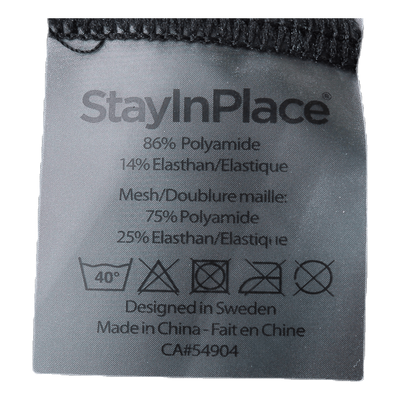 StayInPlace®
86% Polyamide
14% Elasthan/Elastique
Mesh/Doublure maille:
75% Polyamide
25% Elasthan/Elastique
40°
Designed in Sweden
Made in China - Fait en Chine
CA#54904